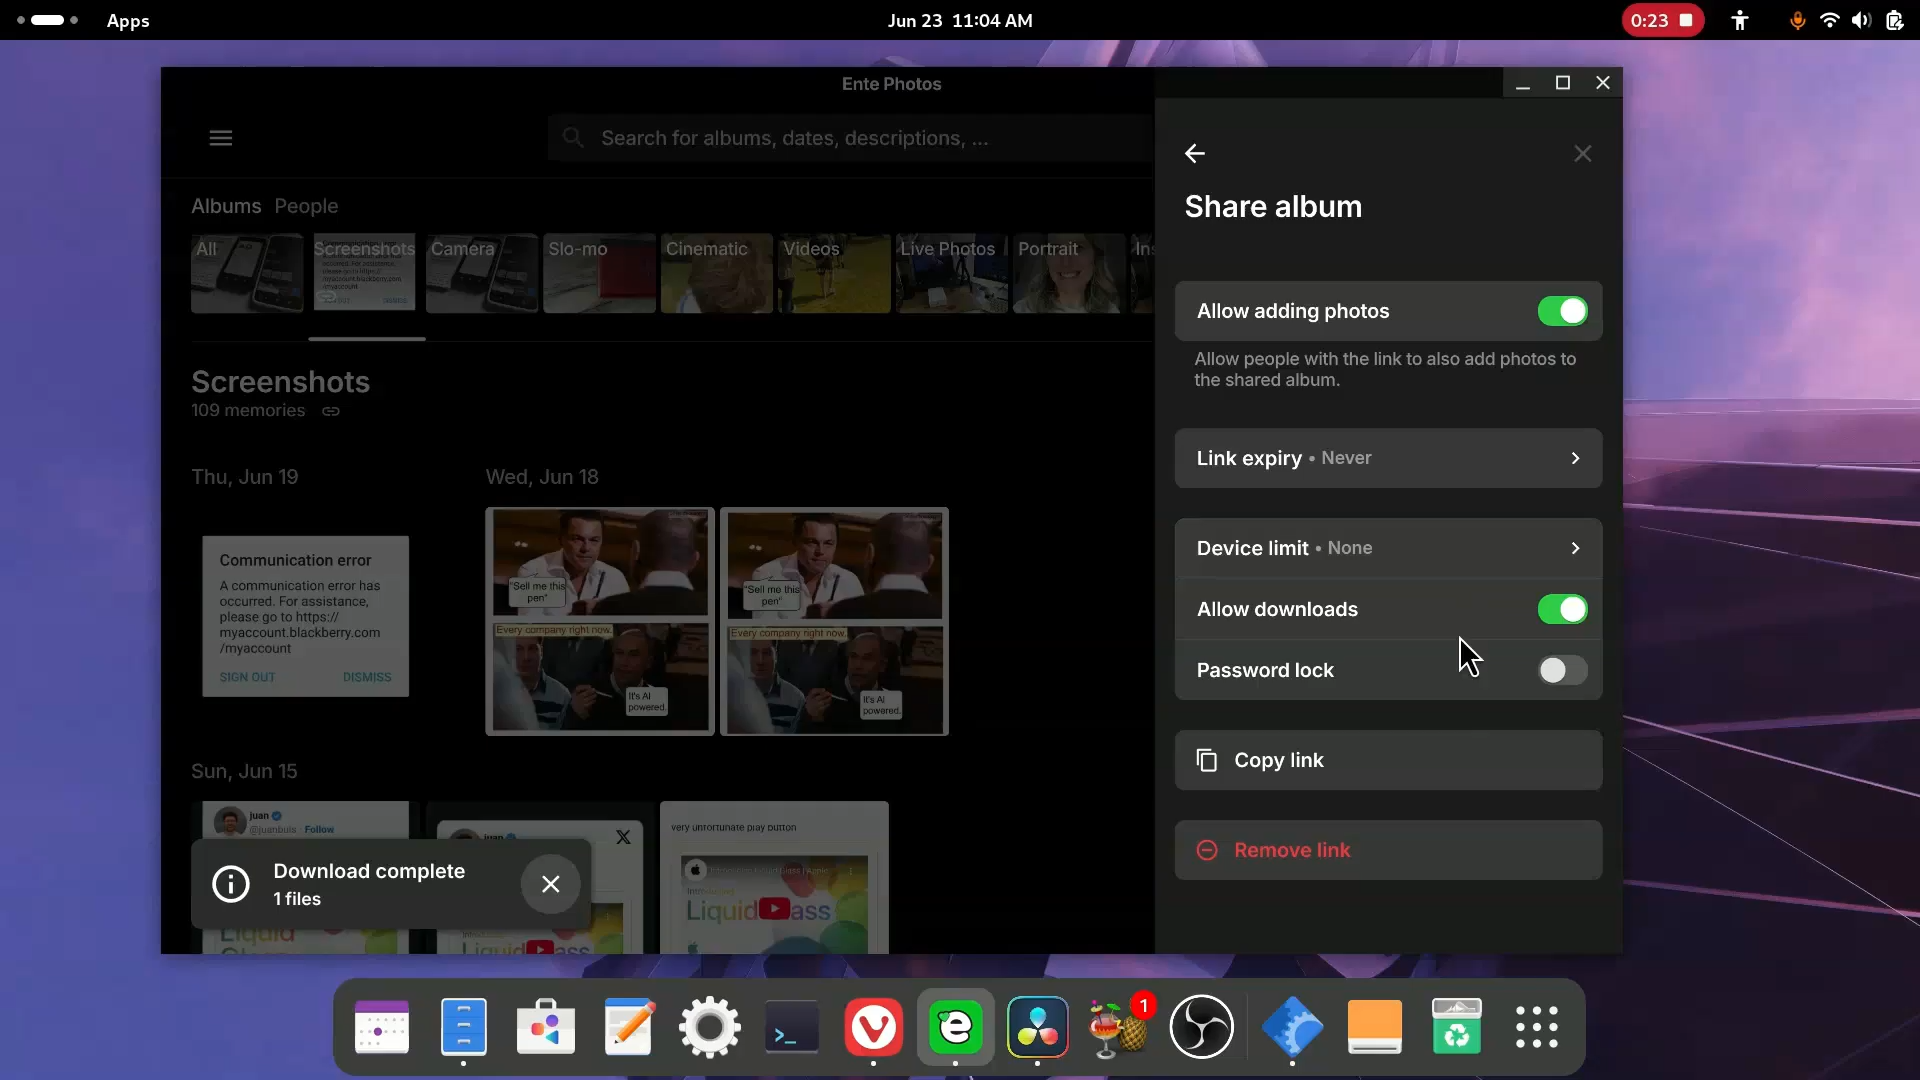 Apps
Jun 23 11:04 AM
0:23
Ente Photos
Search for albums, dates, descriptions, ...
Albums People
All
Screenshots
Camera
Slo-mo
Cinematic
Videos
Live Photos
Portrait
Ins
Screenshots
109 memories
Thu, Jun 19
Wed, Jun 18
Communication error
A communication error has
occurred. For assistance,
please go to https://
myaccount.blackberry.com
/myaccount
SIGN OUT DISMISS
"Sell me this
pen"
Every company right now.
It's AI
powered.
"Sell me this
pen"
Every company right now.
It's AI
powered.
Sun, Jun 15
juan
@juanbuis · Follow
juan
very unfortunate play button
Liquid
Download complete
1 files
Share album
Allow adding photos
Allow people with the link to also add photos to
the shared album.
Link expiry • Never
Device limit • None
Allow downloads
Password lock
Copy link
Remove link
1